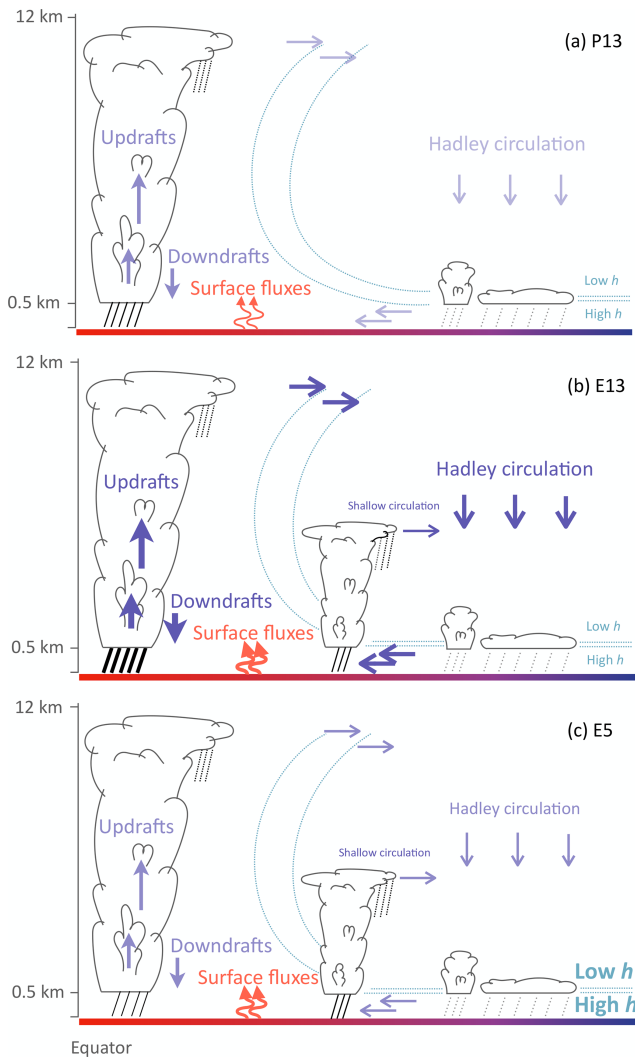 12 km
(a) P13
Updrafts
Hadley circulation
Downdrafts
Low h
Surface fluxes
0.5 km
High h
12 km
(b) E13
Updrafts
Hadley circulation
Shallow circulation
Downdrafts
Low h
Surface fluxes
0.5 km
High h
12 km
(c) E5
Hadley circulation
Updrafts
Shallow circulation
Downdrafts
Low h
Surface fluxes
0.5 km
High h
Equator